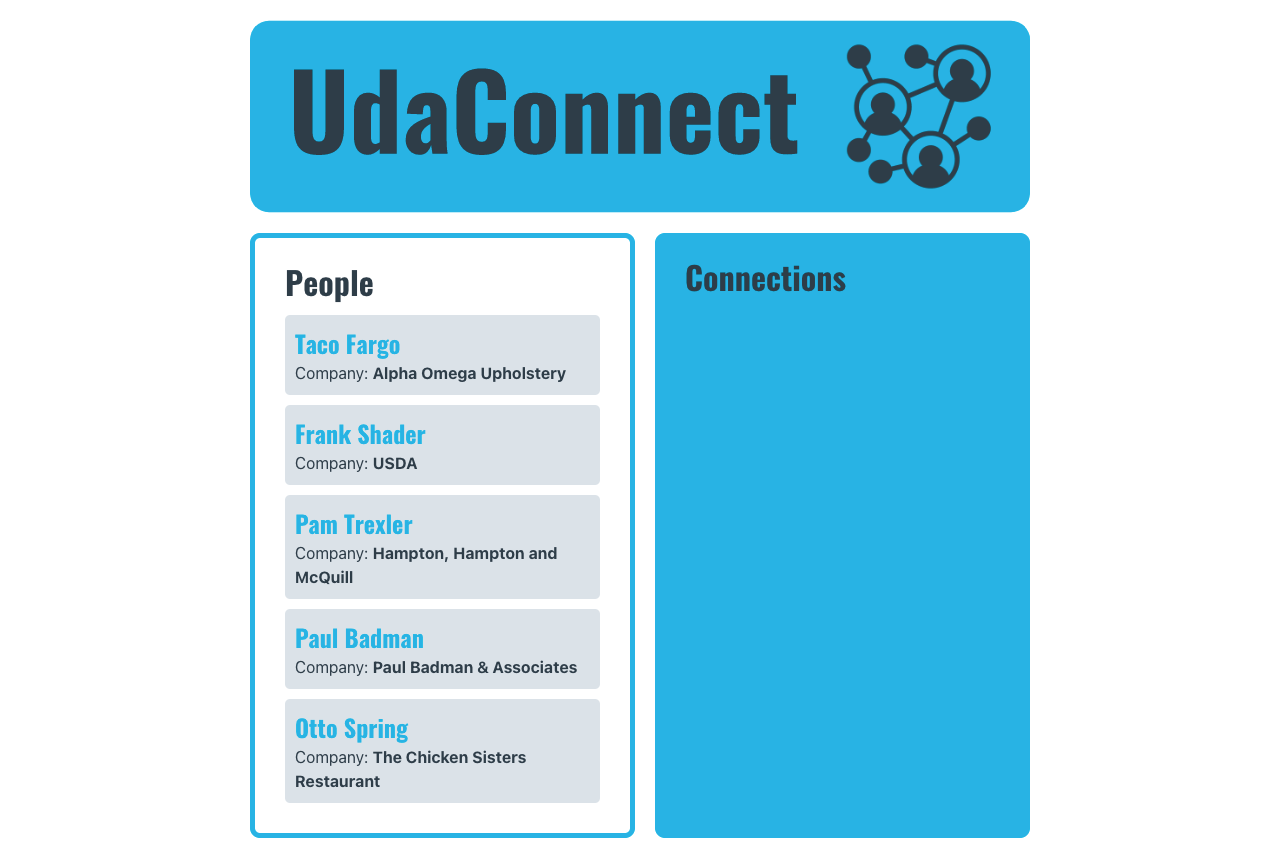 UdaConnect
People
Taco Fargo
Company: Alpha Omega Upholstery
Frank Shader
Company: USDA
Pam Trexler
Company: Hampton, Hampton and
McQuill
Paul Badman
Company: Paul Badman & Associates
Otto Spring
Company: The Chicken Sisters
Restaurant
Connections